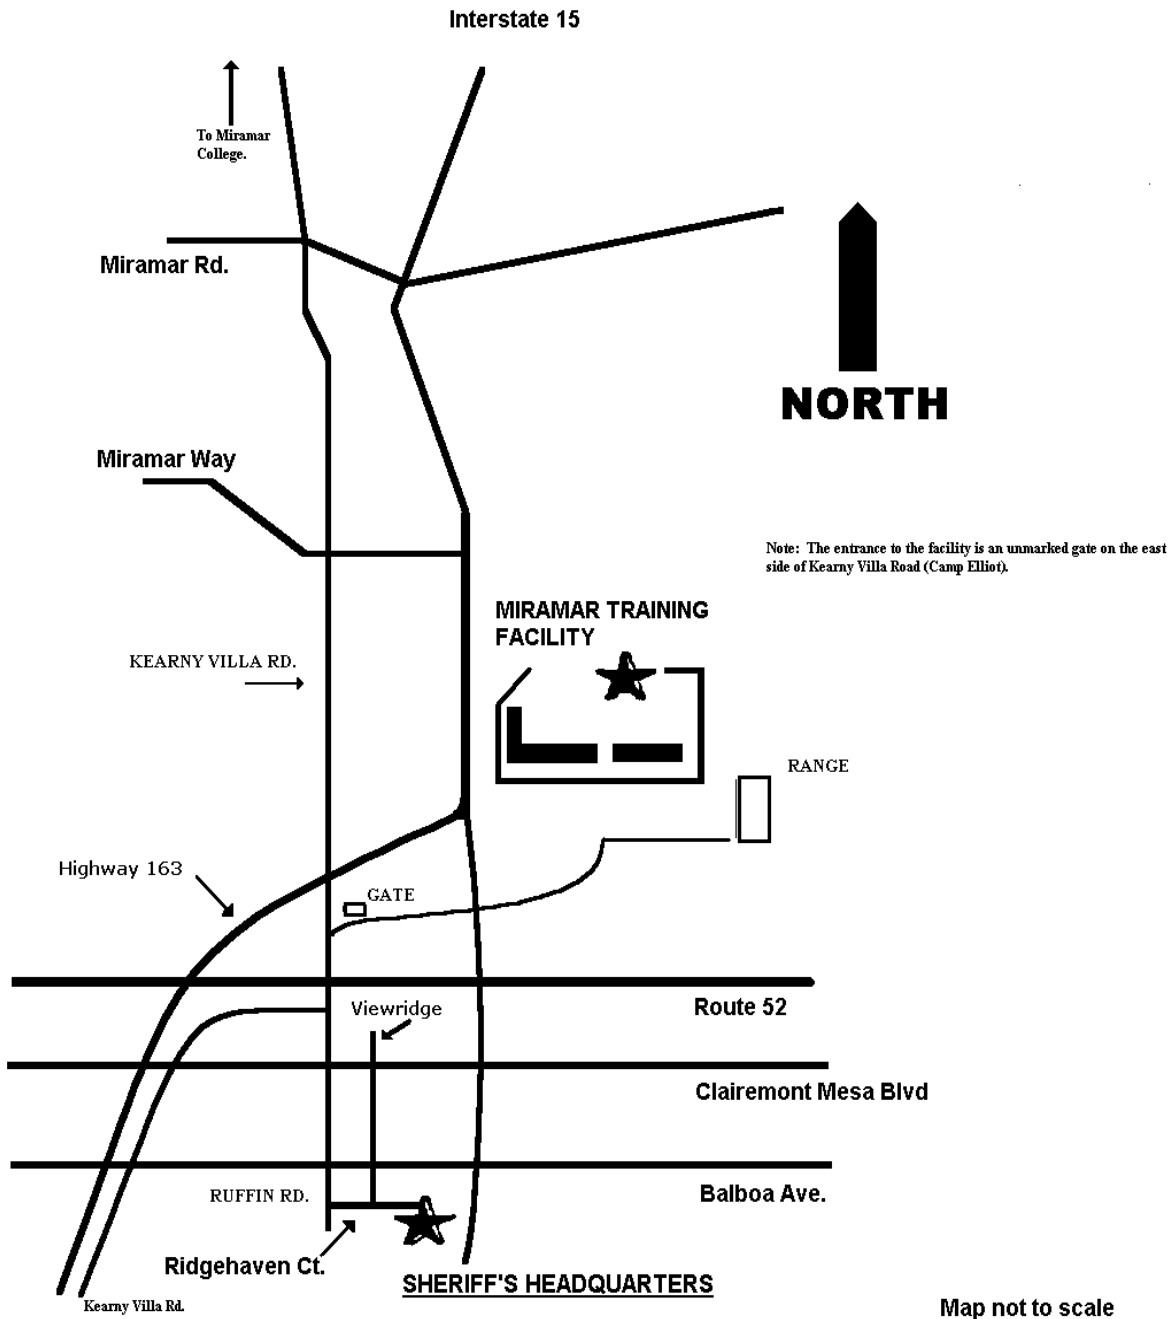 Interstate 15
To Miramar
College.
Miramar Rd.
NORTH
Miramar Way
Note:  The entrance to the facility is an unmarked gate on the east
side of Kearny Villa Road (Camp Elliot).
MIRAMAR TRAINING
FACILITY
KEARNY VILLA RD.
RANGE
Highway 163
GATE
Viewridge
Route 52
Clairemont Mesa Blvd
RUFFIN RD.
Balboa Ave.
Ridgehaven Ct.
SHERIFF'S HEADQUARTERS
Kearny Villa Rd.
Map not to scale